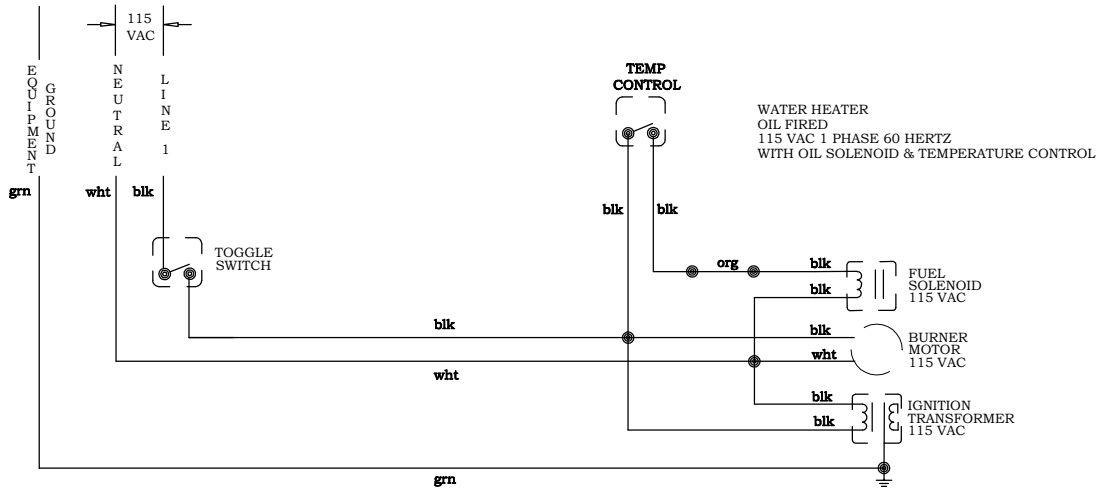 115
VAC
EQUIPMENT
GROUND
NEUTRAL
LINE 1
grn
wht
blk
TOGGLE
SWITCH
TEMP
CONTROL
WATER HEATER
OIL FIRED
115 VAC 1 PHASE 60 HERTZ
WITH OIL SOLENOID & TEMPERATURE CONTROL
blk
blk
org
blk
blk
FUEL
SOLENOID
115 VAC
blk
blk
wht
BURNER
MOTOR
115 VAC
wht
blk
blk
IGNITION
TRANSFORMER
115 VAC
grn